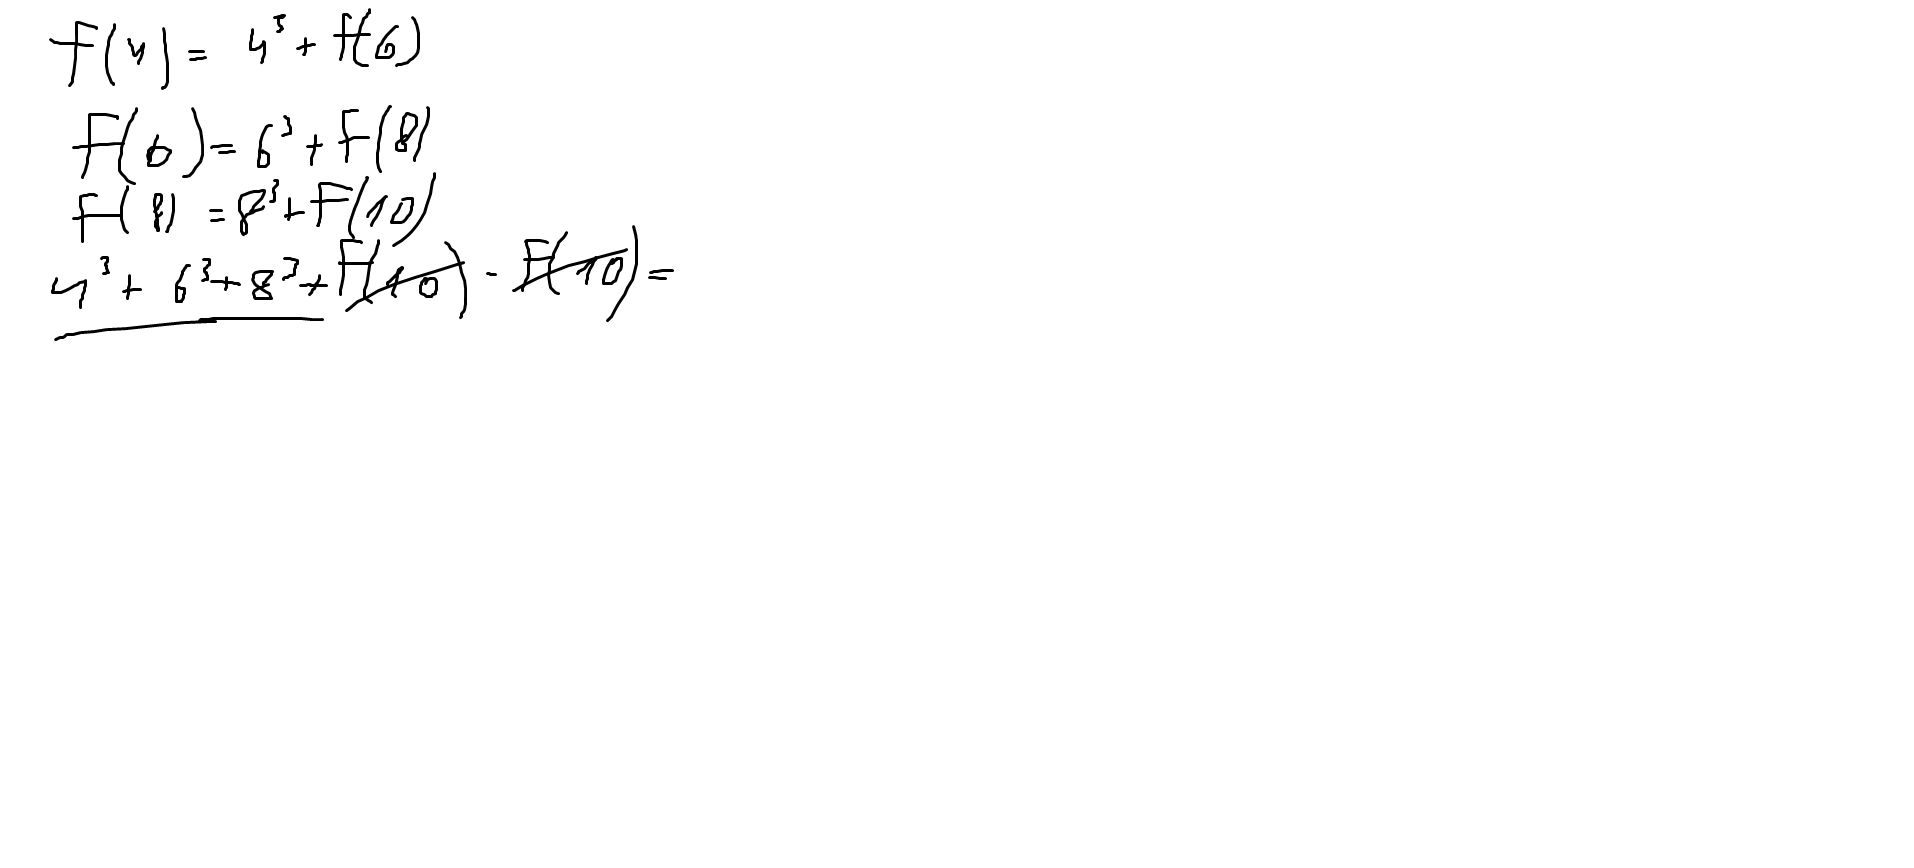 F(4) = 4³ + F(6)
F(6) = 6³ + F(8)
F(8) = 8³ + F(10)
4³ + 6³ + 8³ + F(10) - F(10) =